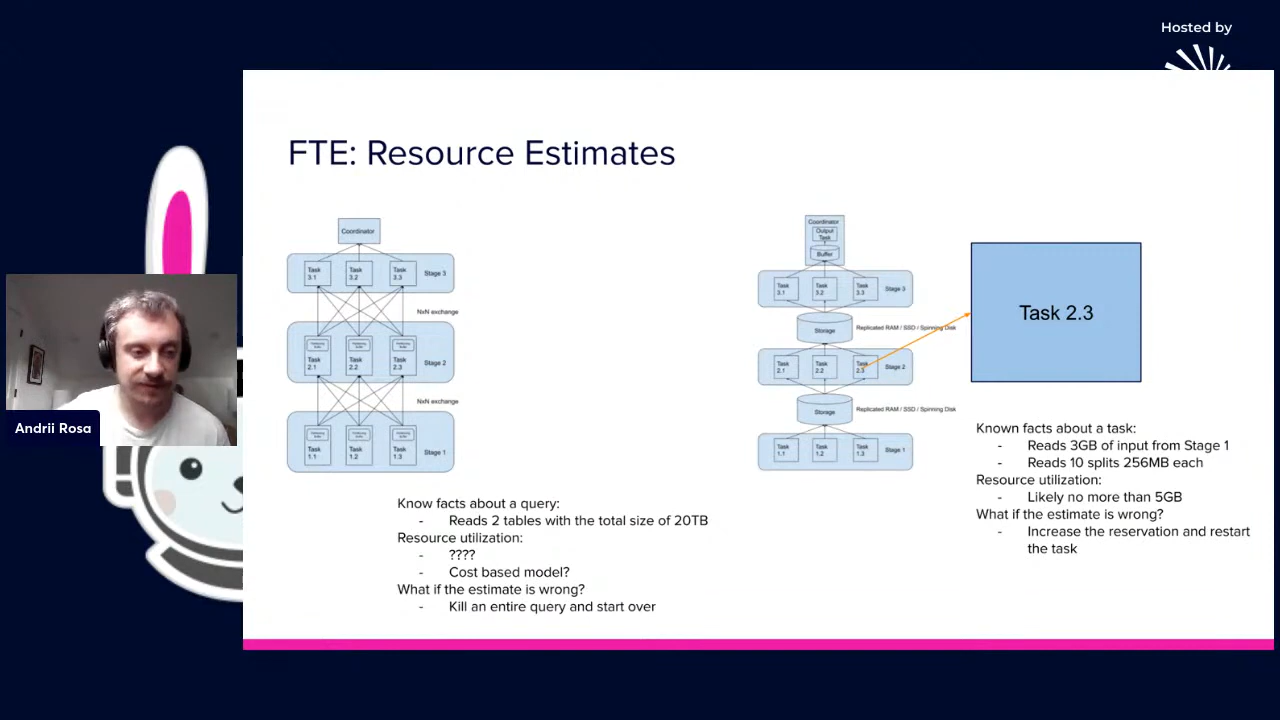 Hosted by
FTE: Resource Estimates
Coordinator
Task 3.1
Task 3.2
Task 3.3
Stage 3
NxN exchange
Task 2.1
Task 2.2
Task 2.3
Stage 2
NxN exchange
Task 1.1
Task 1.2
Task 1.3
Stage 1
Know facts about a query:
- Reads 2 tables with the total size of 20TB
Resource utilization:
- ????
- Cost based model?
What if the estimate is wrong?
- Kill an entire query and start over
Coordinator
Output Task
Buffer
Task 3.1
Task 3.2
Task 3.3
Stage 3
Storage
Replicated RAM / SSD / Spinning Disk
Task 2.1
Task 2.2
Task 2.3
Stage 2
Storage
Replicated RAM / SSD / Spinning Disk
Task 1.1
Task 1.2
Task 1.3
Stage 1
Task 2.3
Known facts about a task:
- Reads 3GB of input from Stage 1
- Reads 10 splits 256MB each
Resource utilization:
- Likely no more than 5GB
What if the estimate is wrong?
- Increase the reservation and restart
the task
Andrii Rosa